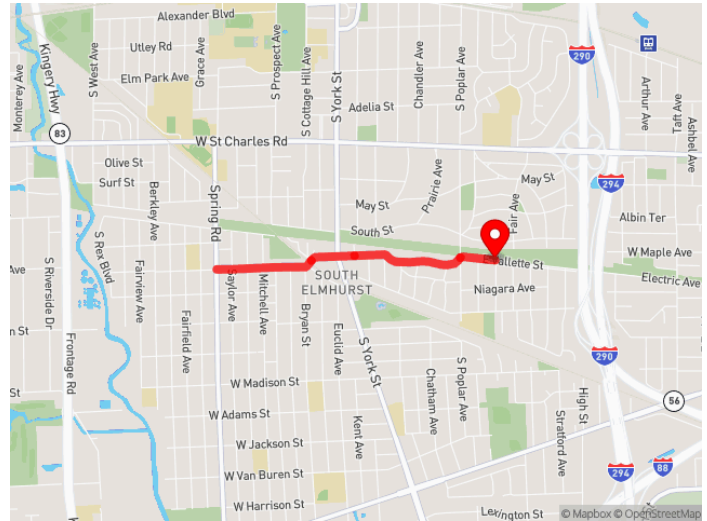 Alexander Blvd
Utley Rd
Elm Park Ave
Monterey Ave
Kingery Hwy
S West Ave
Grace Ave
S Prospect Ave
S Cottage Hill Ave
S York St
Adelia St
Chandler Ave
S Poplar Ave
290
Arthur Ave
Taft Ave
Ashbel Ave
83
W St Charles Rd
Olive St
Surf St
Berkley Ave
Spring Rd
May St
Prairie Ave
May St
Fair Ave
294
Albin Ter
South St
S Rex Blvd
S Riverside Dr
Fairview Ave
Fairfield Ave
Saylor Ave
Mitchell Ave
Bryan St
SOUTH
ELMHURST
Euclid Ave
Vallette St
Niagara Ave
W Maple Ave
Electric Ave
n St
Frontage Rd
S York St
290
W Madison St
W Adams St
W Jackson St
W Van Buren St
W Harrison St
Kent Ave
Chatham Ave
S Poplar Ave
High St
Stratford Ave
56
St
294
88
Lexington St
© Mapbox © OpenStreetMap